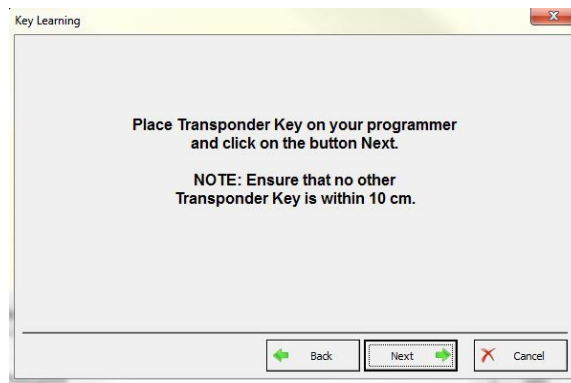 Key Learning
Place Transponder Key on your programmer
and click on the button Next.
NOTE: Ensure that no other
Transponder Key is within 10 cm.
Back
Next
Cancel